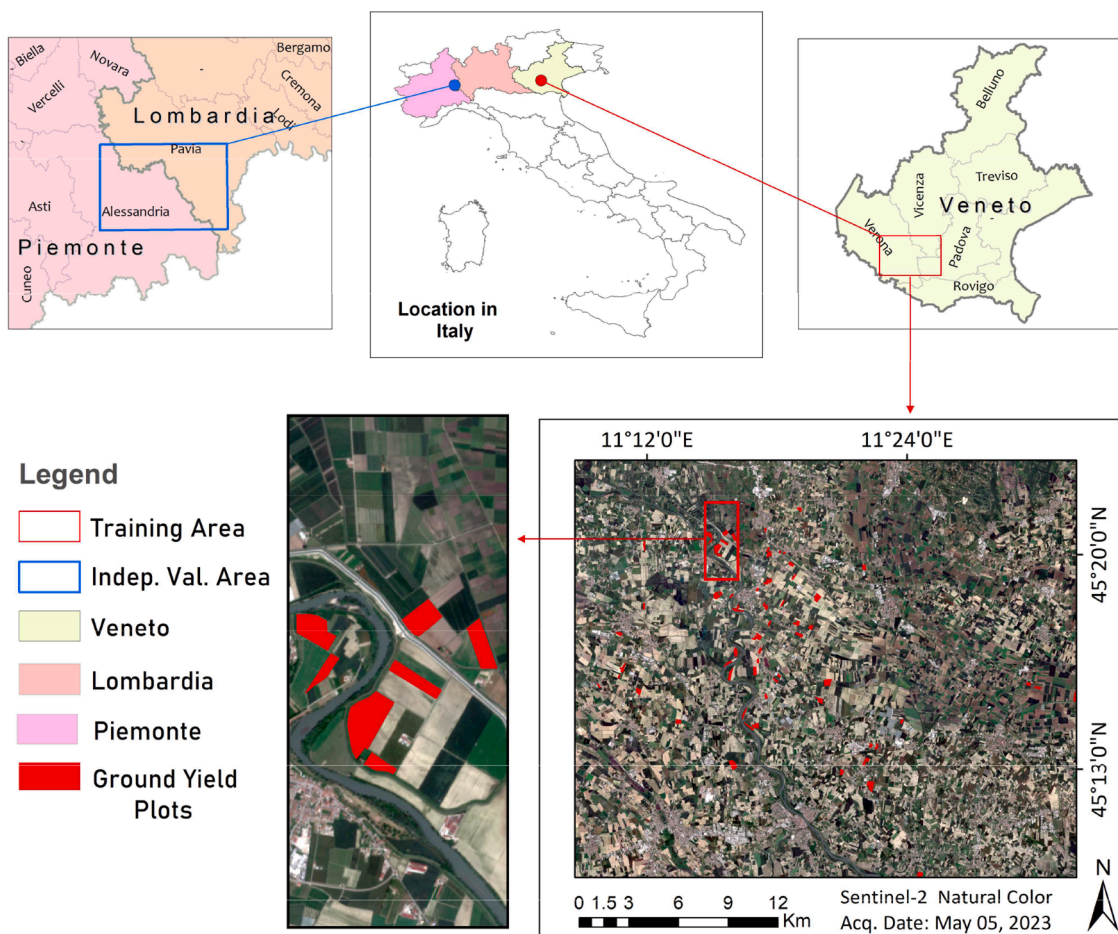 Biella
Novara
Bergamo
Vercelli
Cremona
Lombardia
Lodi
Pavia
Asti
Alessandria
Piemonte
Cuneo
Location in
Italy
Belluno
Treviso
Vicenza
Veneto
Verona
Padova
Rovigo
Legend
Training Area
Indep. Val. Area
Veneto
Lombardia
Piemonte
Ground Yield
Plots
11°12'0"E 11°24'0"E
45°20'0"N
45°13'0"N
N
0 1.5 3 6 9 12
Km
Sentinel-2 Natural Color
Acq. Date: May 05, 2023